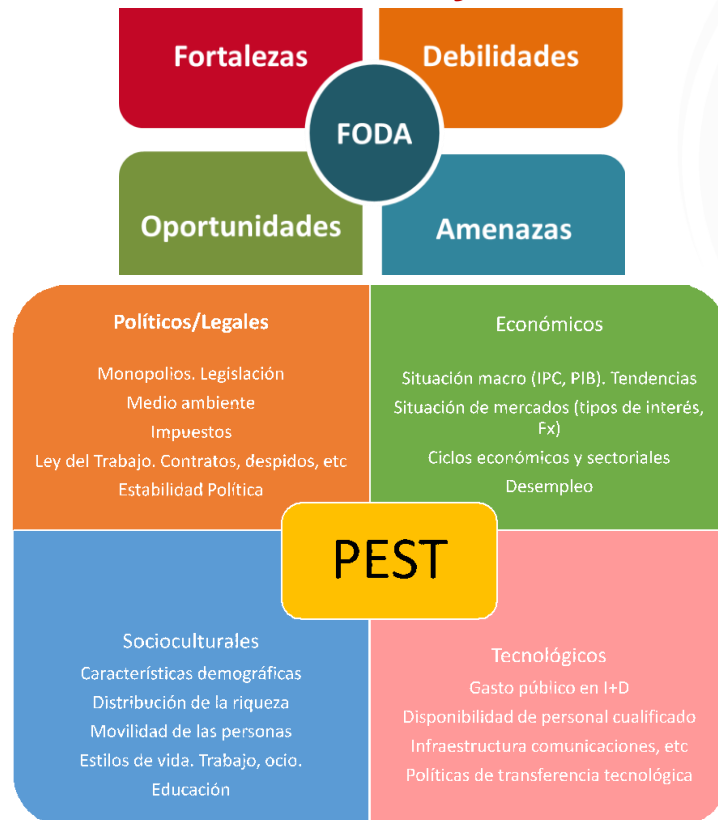 Fortalezas
Debilidades
FODA
Oportunidades
Amenazas
Políticos/Legales
Monopolios. Legislación
Medio ambiente
Impuestos
Ley del Trabajo. Contratos, despidos, etc
Estabilidad Política
Económicos
Situación macro (IPC, PIB). Tendencias
Situación de mercados (tipos de interés,
Fx)
Ciclos económicos y sectoriales
Desempleo
PEST
Socioculturales
Características demográficas
Distribución de la riqueza
Movilidad de las personas
Estilos de vida. Trabajo, ocio.
Educación
Tecnológicos
Gasto público en I+D
Disponibilidad de personal cualificado
Infraestructura comunicaciones, etc
Políticas de transferencia tecnológica